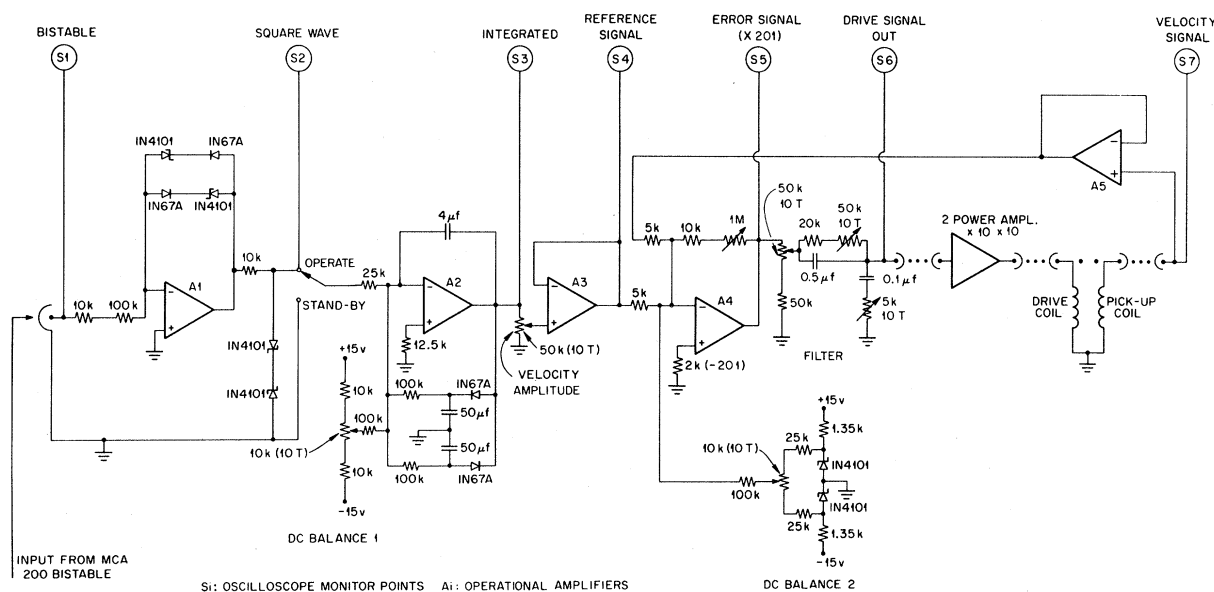 BISTABLE
S1
SQUARE WAVE
S2
INTEGRATED
S3
REFERENCE
SIGNAL
S4
ERROR SIGNAL
(X 201)
S5
DRIVE SIGNAL
OUT
S6
VELOCITY
SIGNAL
S7
IN4101
IN67A
IN67A
IN4101
10k
100k
A1
−
+
10k
OPERATE
STAND-BY
IN4101
IN4101
25k
4μf
A2
−
+
12.5k
+15v
10k
100k
10k (10 T)
10k
−15v
DC BALANCE 1
100k
IN67A
50μf
50μf
100k
IN67A
A3
−
+
50k (10 T)
VELOCITY
AMPLITUDE
5k
10k
1M
5k
A4
−
+
2k (-201)
50k
10 T
20k
50k
10 T
0.5μf
0.1μf
50k
5k
10 T
FILTER
2 POWER AMPL.
x 10 x 10
A5
−
+
DRIVE
COIL
PICK-UP
COIL
+15v
1.35k
25k
IN4101
10k (10 T)
100k
IN4101
25k
1.35k
−15v
DC BALANCE 2
INPUT FROM MCA
200 BISTABLE
Si: OSCILLOSCOPE MONITOR POINTS Ai: OPERATIONAL AMPLIFIERS